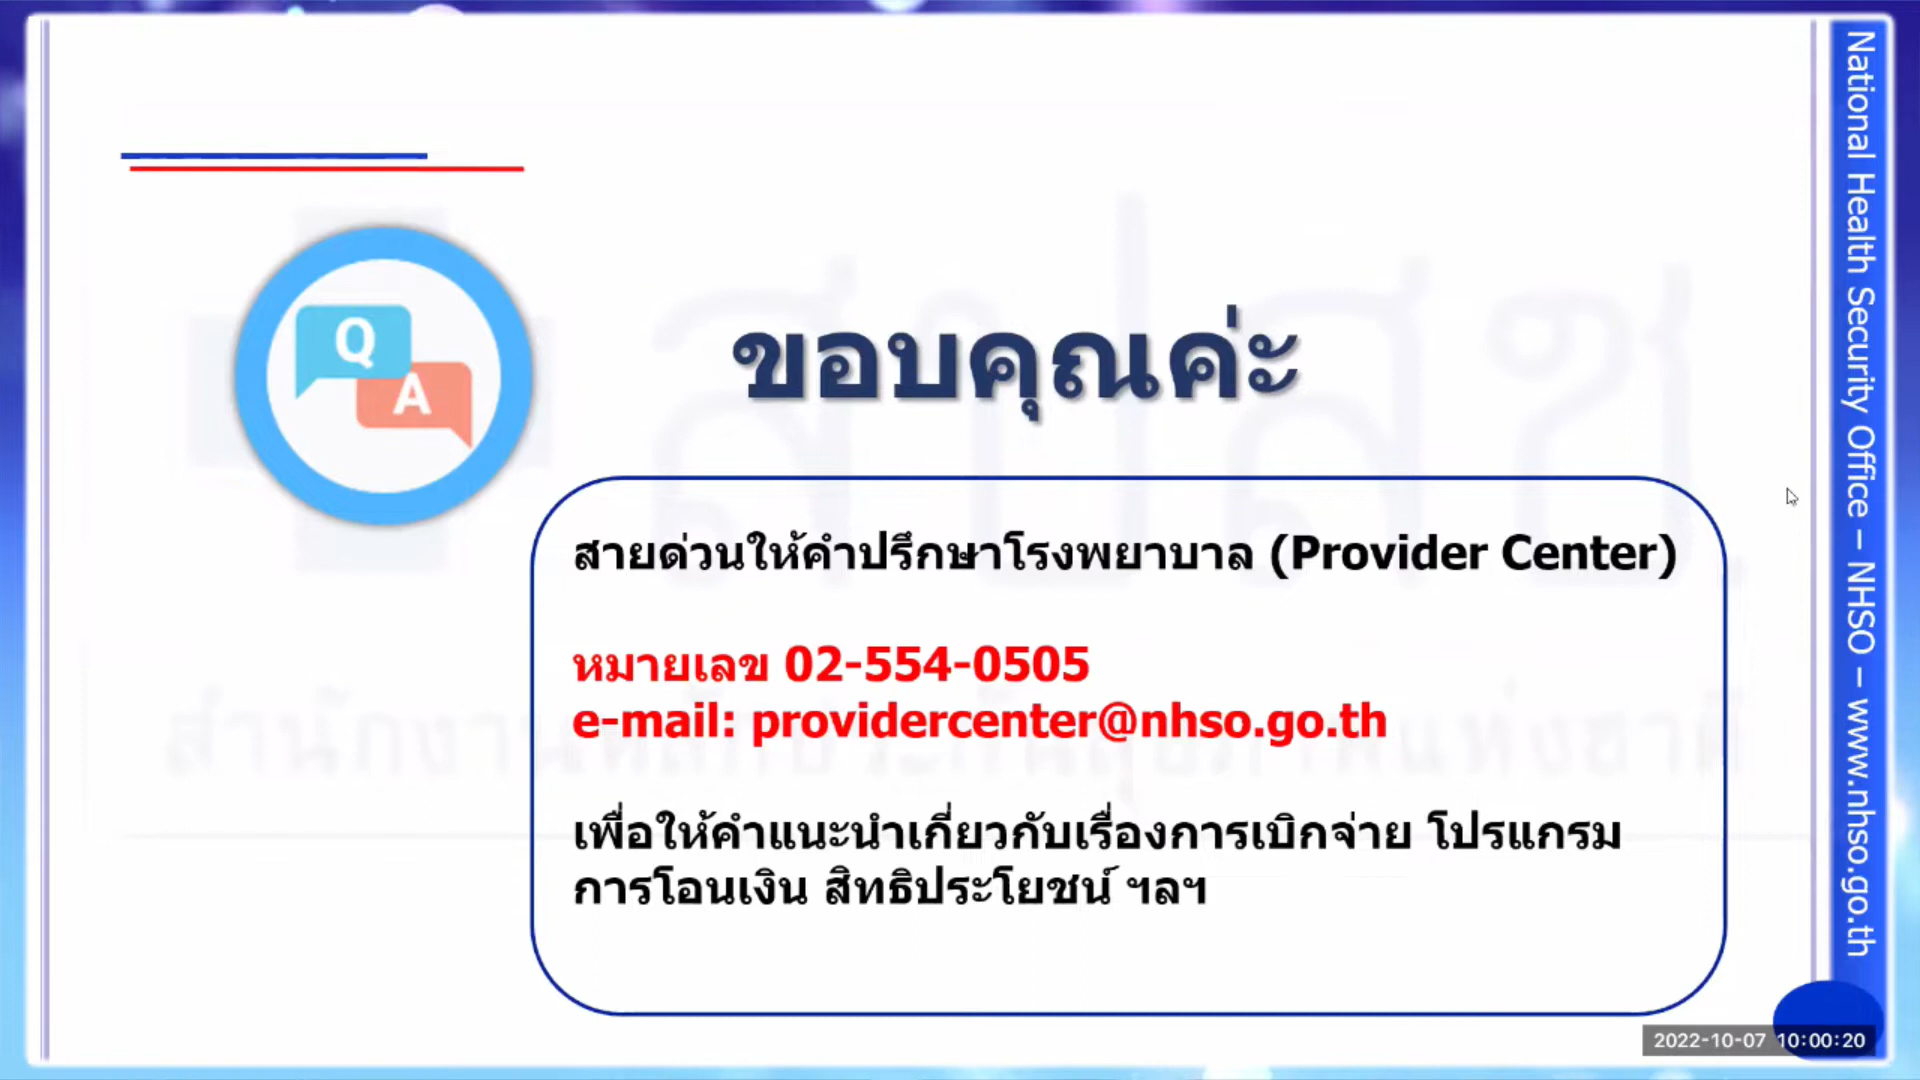 Q
A
ขอบคุณค่ะ
สายด่วนให้คำปรึกษาโรงพยาบาล (Provider Center)
หมายเลข 02-554-0505
e-mail: providercenter@nhso.go.th
เพื่อให้คำแนะนำเกี่ยวกับเรื่องการเบิกจ่าย โปรแกรม
การโอนเงิน สิทธิประโยชน์ ฯลฯ
National Health Security Office – NHSO – www.nhso.go.th
สปสช
2022-10-07 10:00:20